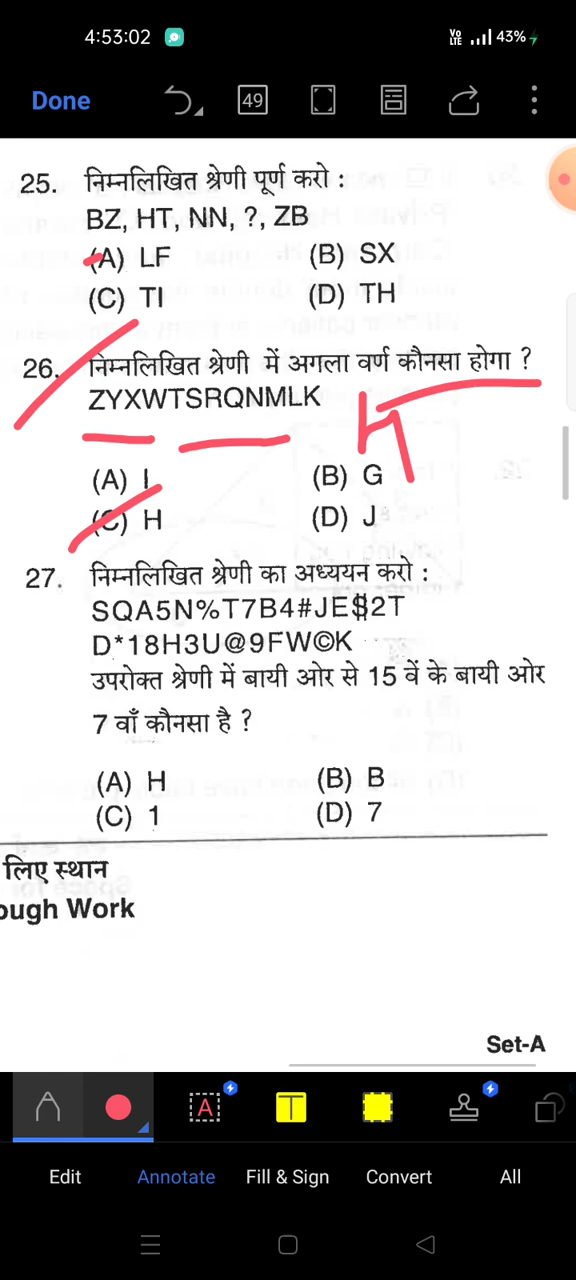 4:53:02
Vo LTE 43%
Done
49
25. निम्नलिखित श्रेणी पूर्ण करो :
BZ, HT, NN, ?, ZB
(A) LF (B) SX
(C) TI (D) TH
26. निम्नलिखित श्रेणी में अगला वर्ण कौनसा होगा ?
ZYXWTSRQNMLK
H
(A) I (B) G
(C) H (D) J
27. निम्नलिखित श्रेणी का अध्ययन करो :
SQA5N%T7B4#JE$2T
D*18H3U@9FW©K
उपरोक्त श्रेणी में बायी ओर से 15 वें के बायी ओर
7 वाँ कौनसा है ?
(A) H (B) B
(C) 1 (D) 7
लिए स्थान
ough Work
Set-A
A T
Edit Annotate Fill & Sign Convert All